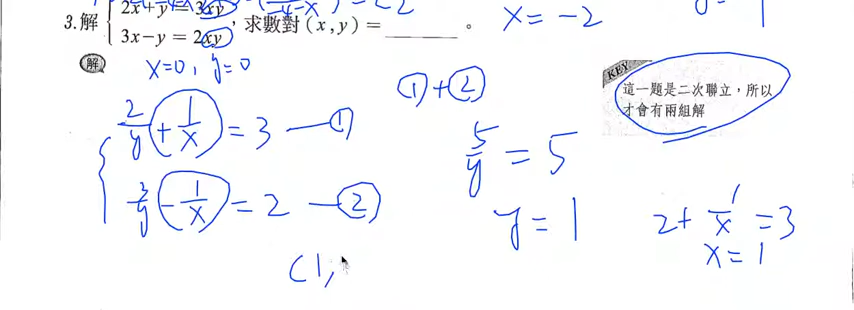 2x+y = 3xy
3.解 , 求數對 (x, y) = ________ 。 x = -2
3x-y = 2xy
解 x=0, y=0
KEY
這一題是二次聯立，所以
才會有兩組解
①+②
2/y + 1/x = 3 —①
5/y = 5
3/y - 1/x = 2 —②
y = 1
2+ 1/x = 3
x = 1
(1,